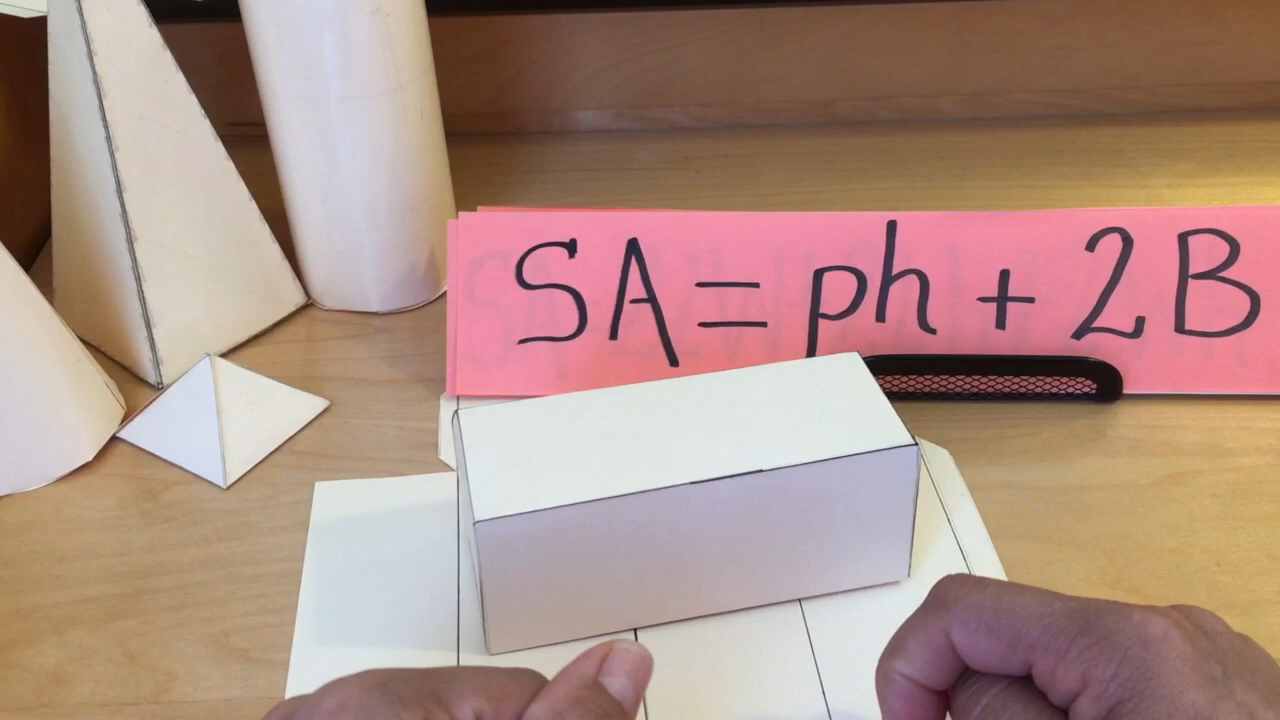 SA = ph + 2B